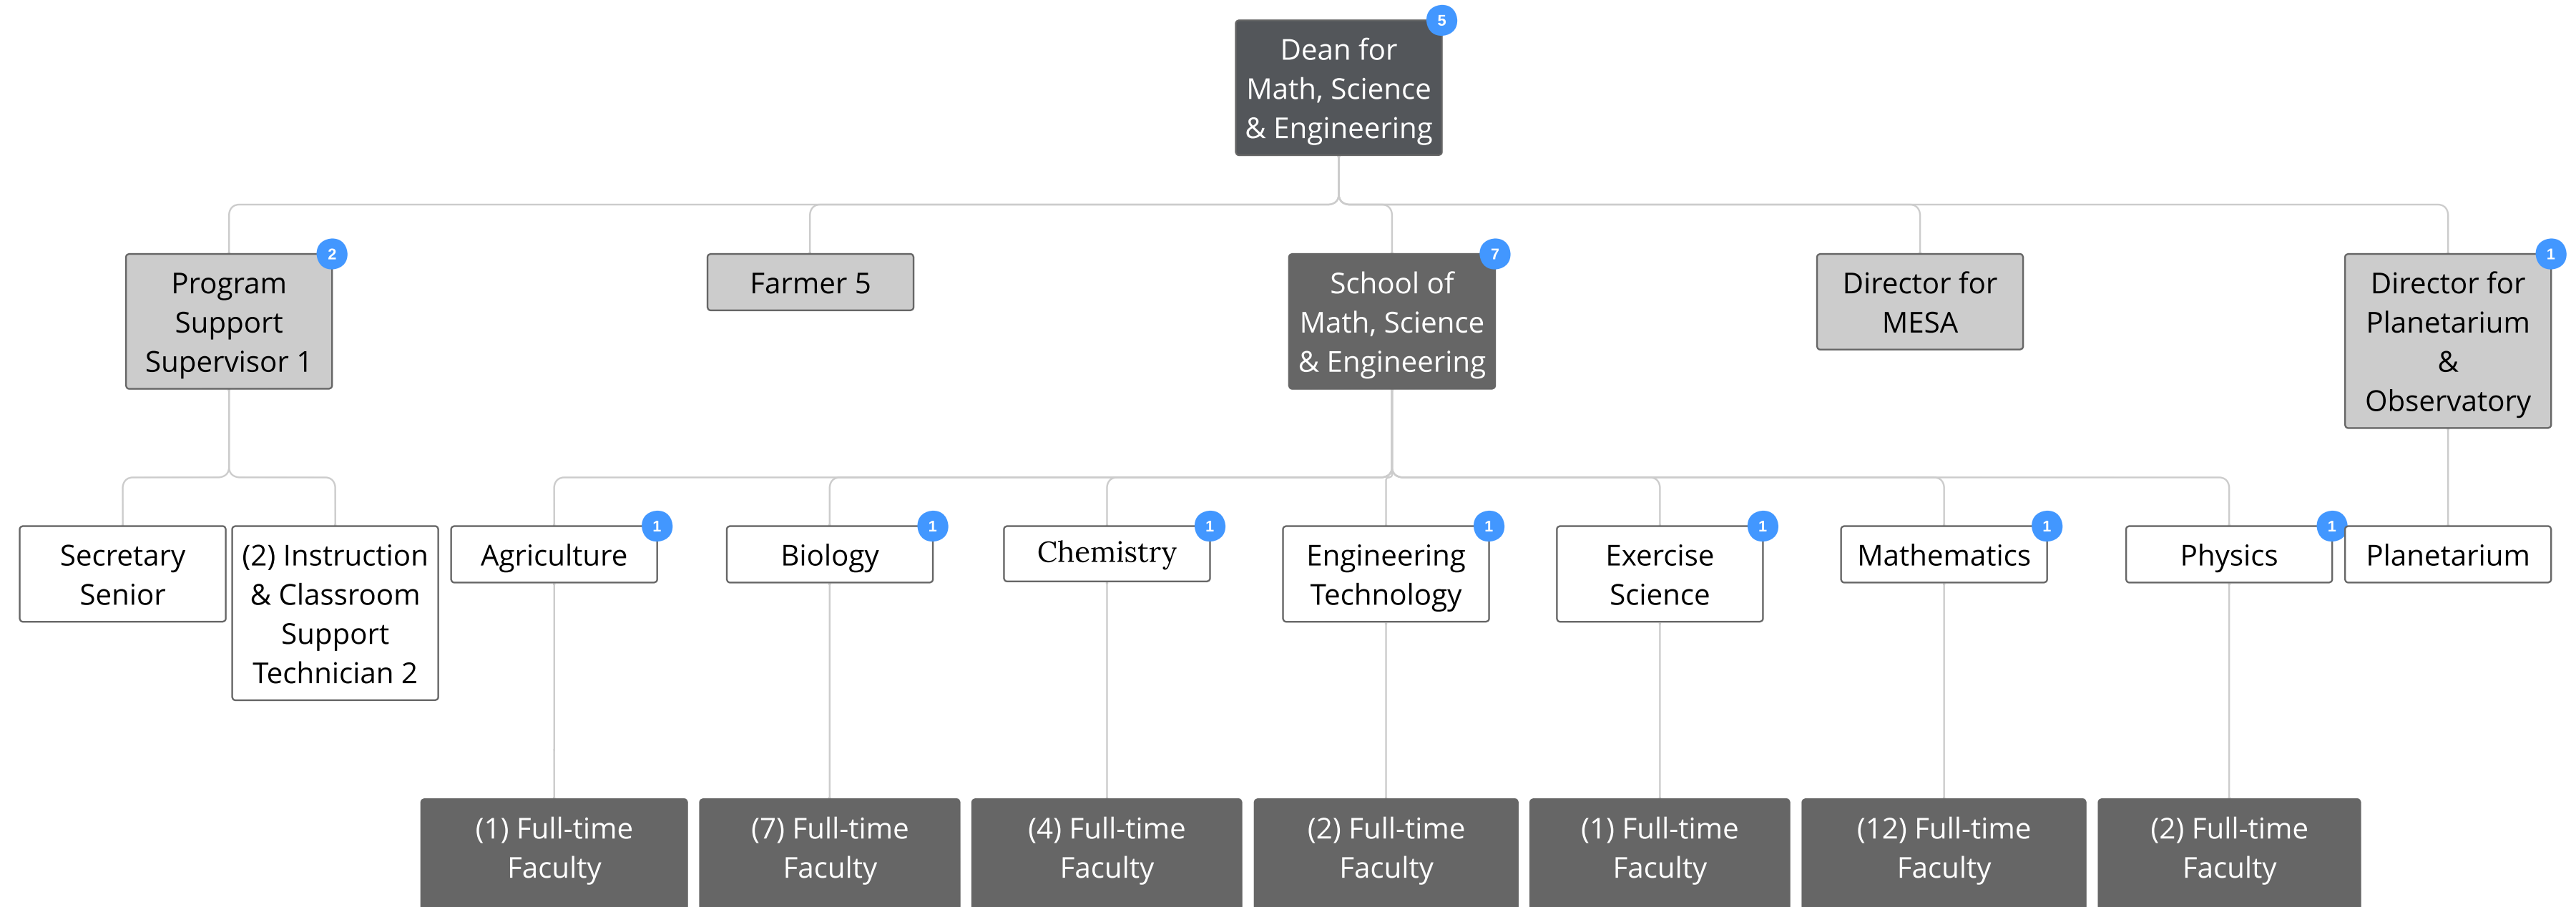 5
Dean for
Math, Science
& Engineering
2
Program
Support
Supervisor 1
Farmer 5
7
School of
Math, Science
& Engineering
Director for
MESA
1
Director for
Planetarium
&
Observatory
Secretary
Senior
(2) Instruction
& Classroom
Support
Technician 2
1
Agriculture
1
Biology
1
Chemistry
1
Engineering
Technology
1
Exercise
Science
1
Mathematics
1
Physics
Planetarium
(1) Full-time
Faculty
(7) Full-time
Faculty
(4) Full-time
Faculty
(2) Full-time
Faculty
(1) Full-time
Faculty
(12) Full-time
Faculty
(2) Full-time
Faculty